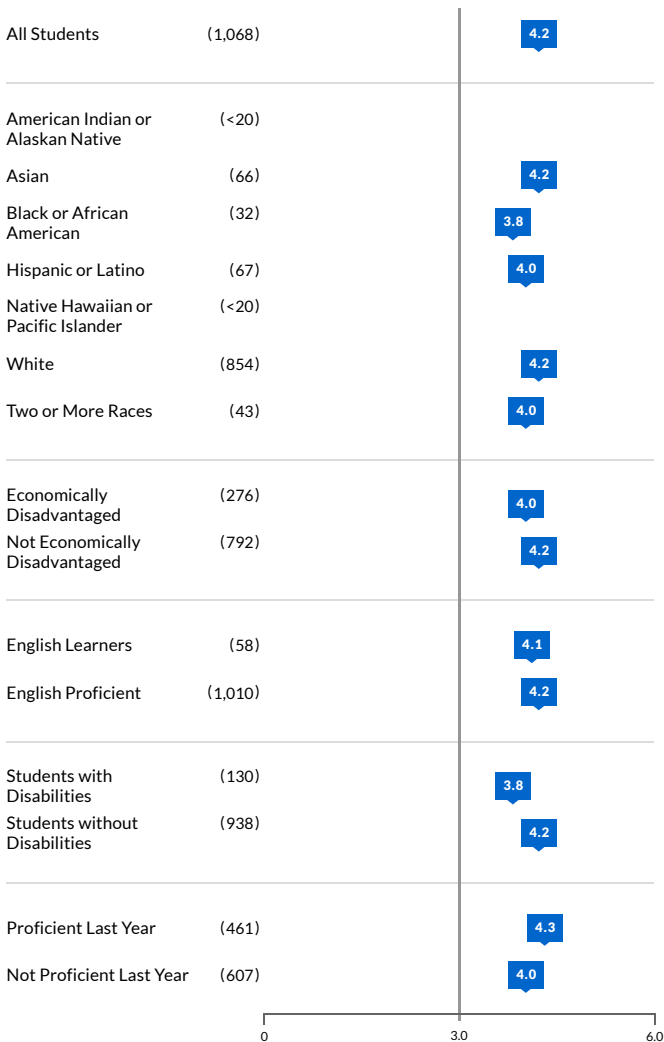 All Students (1,068) 4.2
American Indian or (<20)
Alaskan Native
Asian (66) 4.2
Black or African (32) 3.8
American
Hispanic or Latino (67) 4.0
Native Hawaiian or (<20)
Pacific Islander
White (854) 4.2
Two or More Races (43) 4.0
Economically (276) 4.0
Disadvantaged
Not Economically (792) 4.2
Disadvantaged
English Learners (58) 4.1
English Proficient (1,010) 4.2
Students with (130) 3.8
Disabilities
Students without (938) 4.2
Disabilities
Proficient Last Year (461) 4.3
Not Proficient Last Year (607) 4.0
0 3.0 6.0